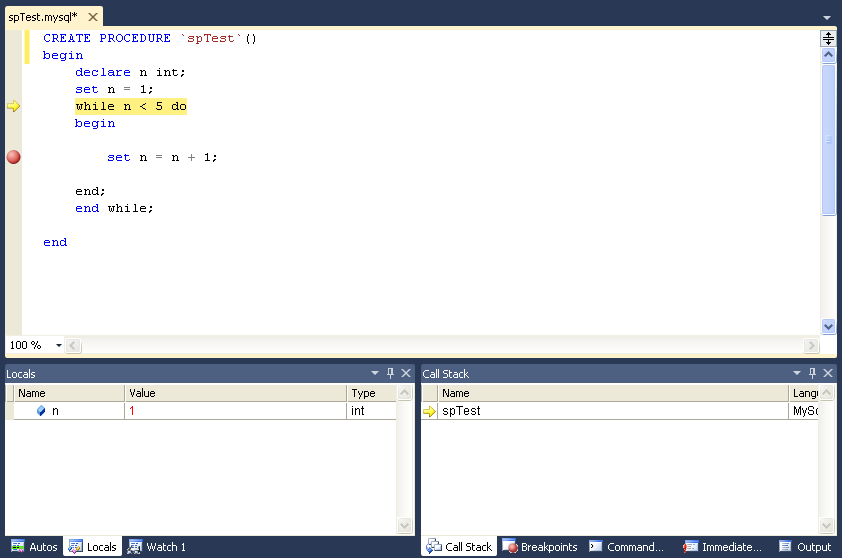 spTest.mysql*
CREATE PROCEDURE `spTest`()
begin
declare n int;
set n = 1;
while n < 5 do
begin
set n = n + 1;
end;
end while;
end
100 %
Locals
Name Value Type
n 1 int
Autos Locals Watch 1
Call Stack
Name Langu
spTest MySQ
Call Stack Breakpoints Command... Immediate... Output